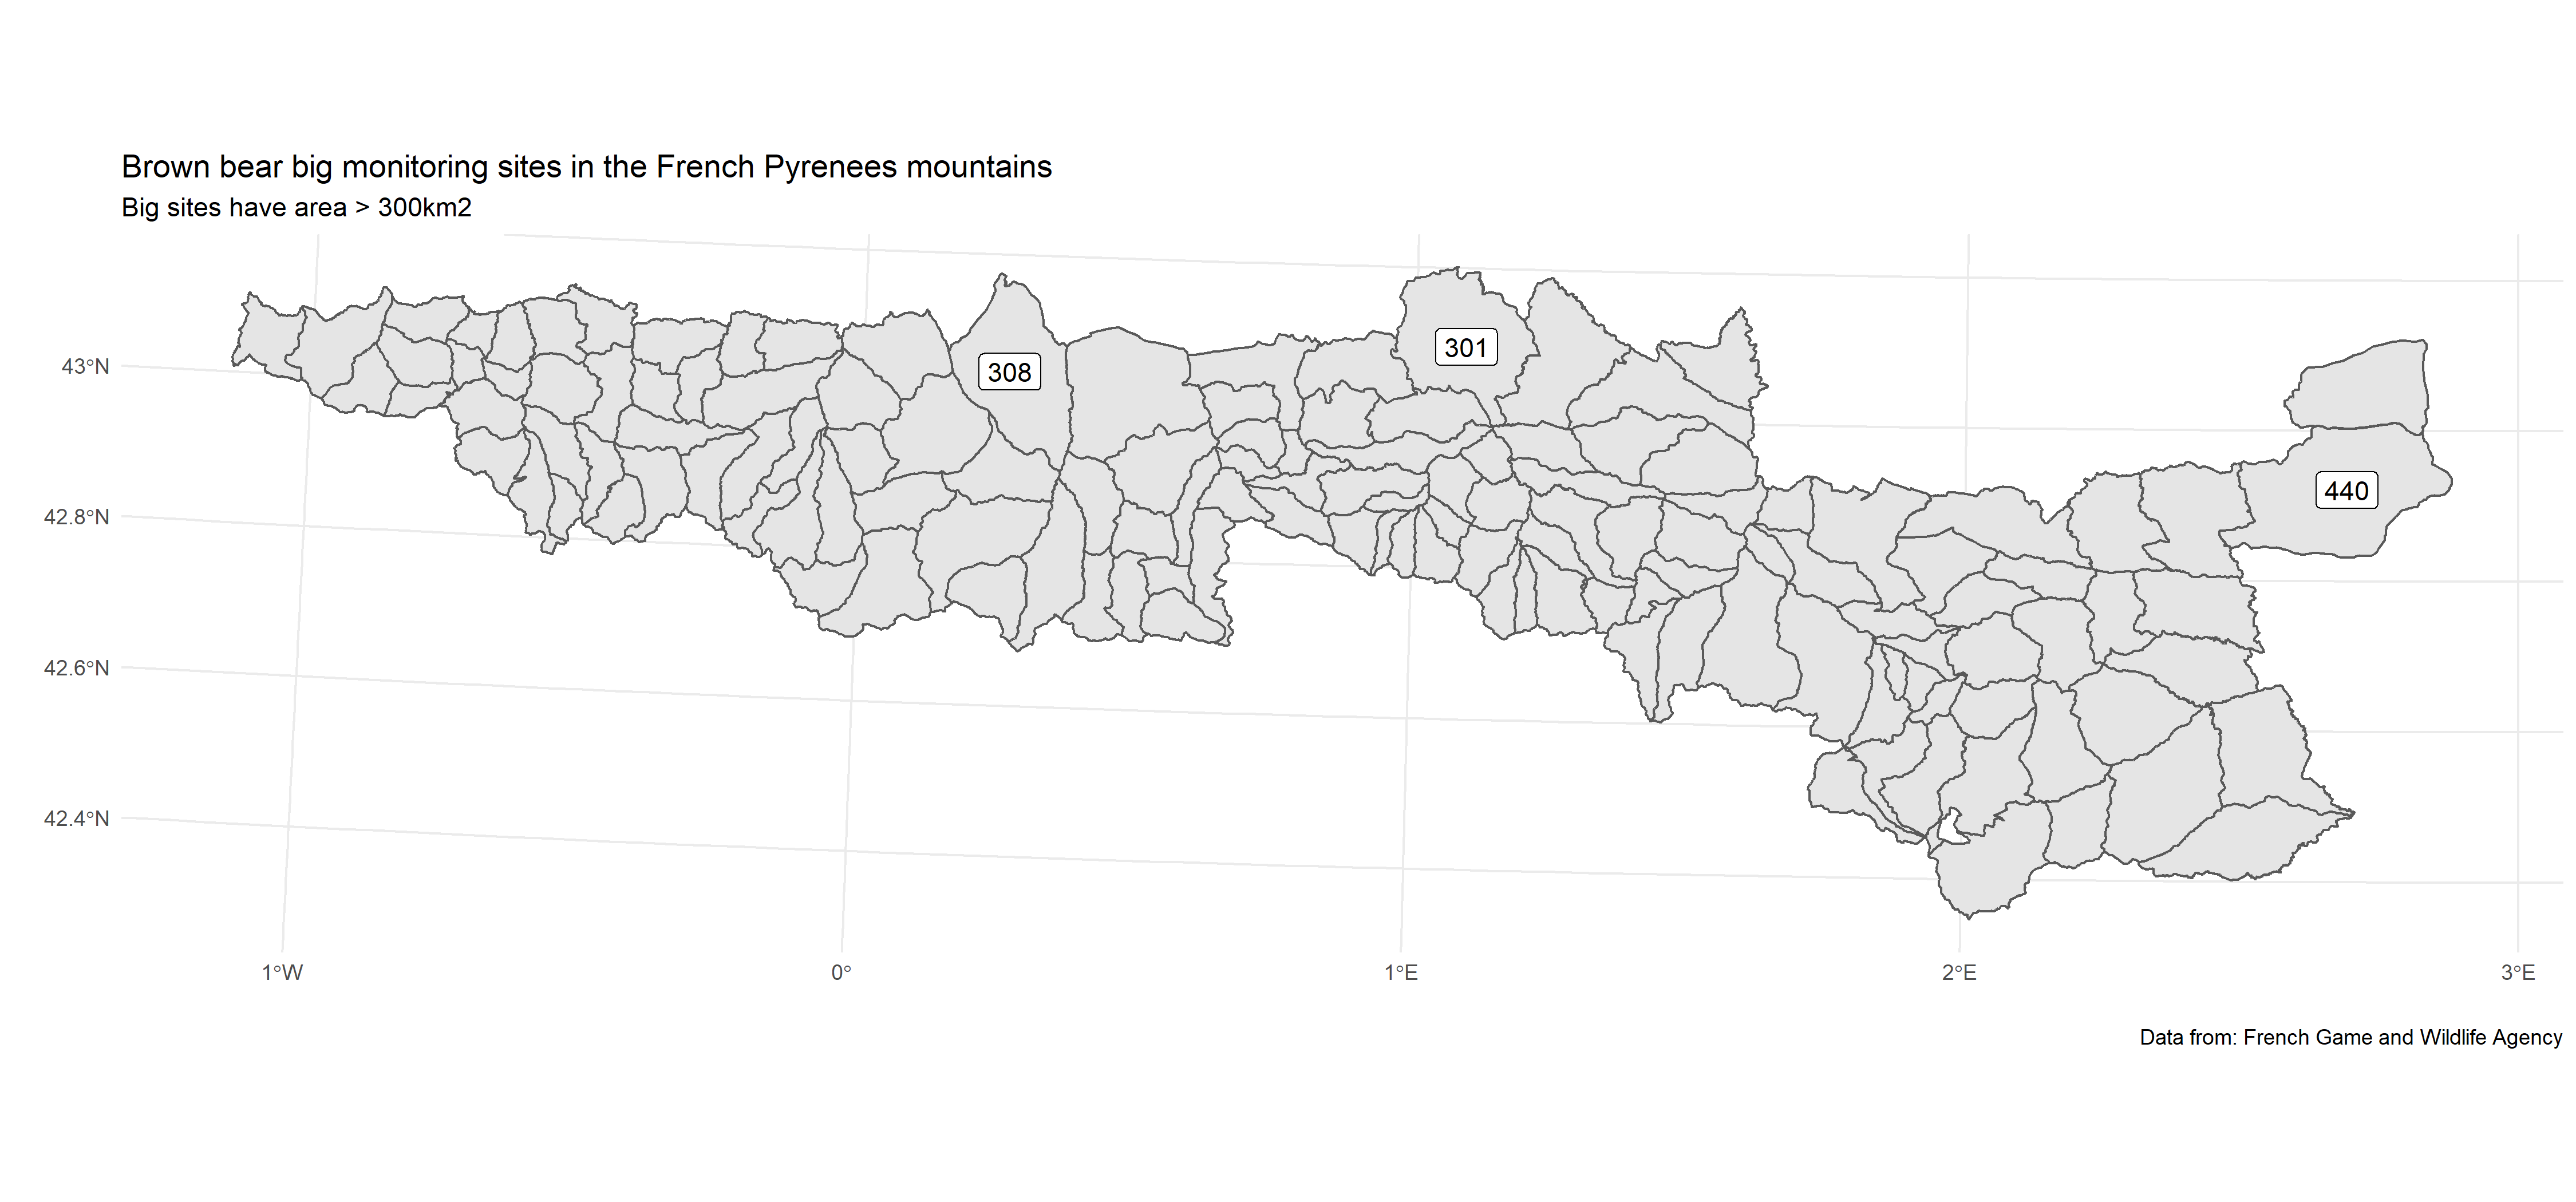 Brown bear big monitoring sites in the French Pyrenees mountains
Big sites have area > 300km2
301
43°N
308
440
42.8°N
42.6°N
42.4°N
1°W 0° 1°E 2°E 3°E
Data from: French Game and Wildlife Agency